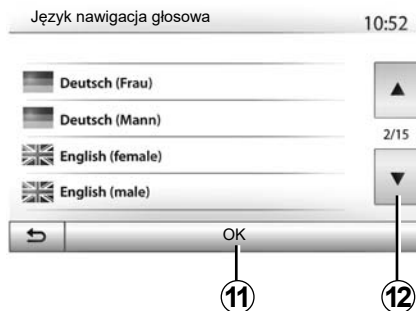 Język nawigacja głosowa
10:52
Deutsch (Frau)
Deutsch (Mann)
2/15
English (female)
English (male)
OK
11
12